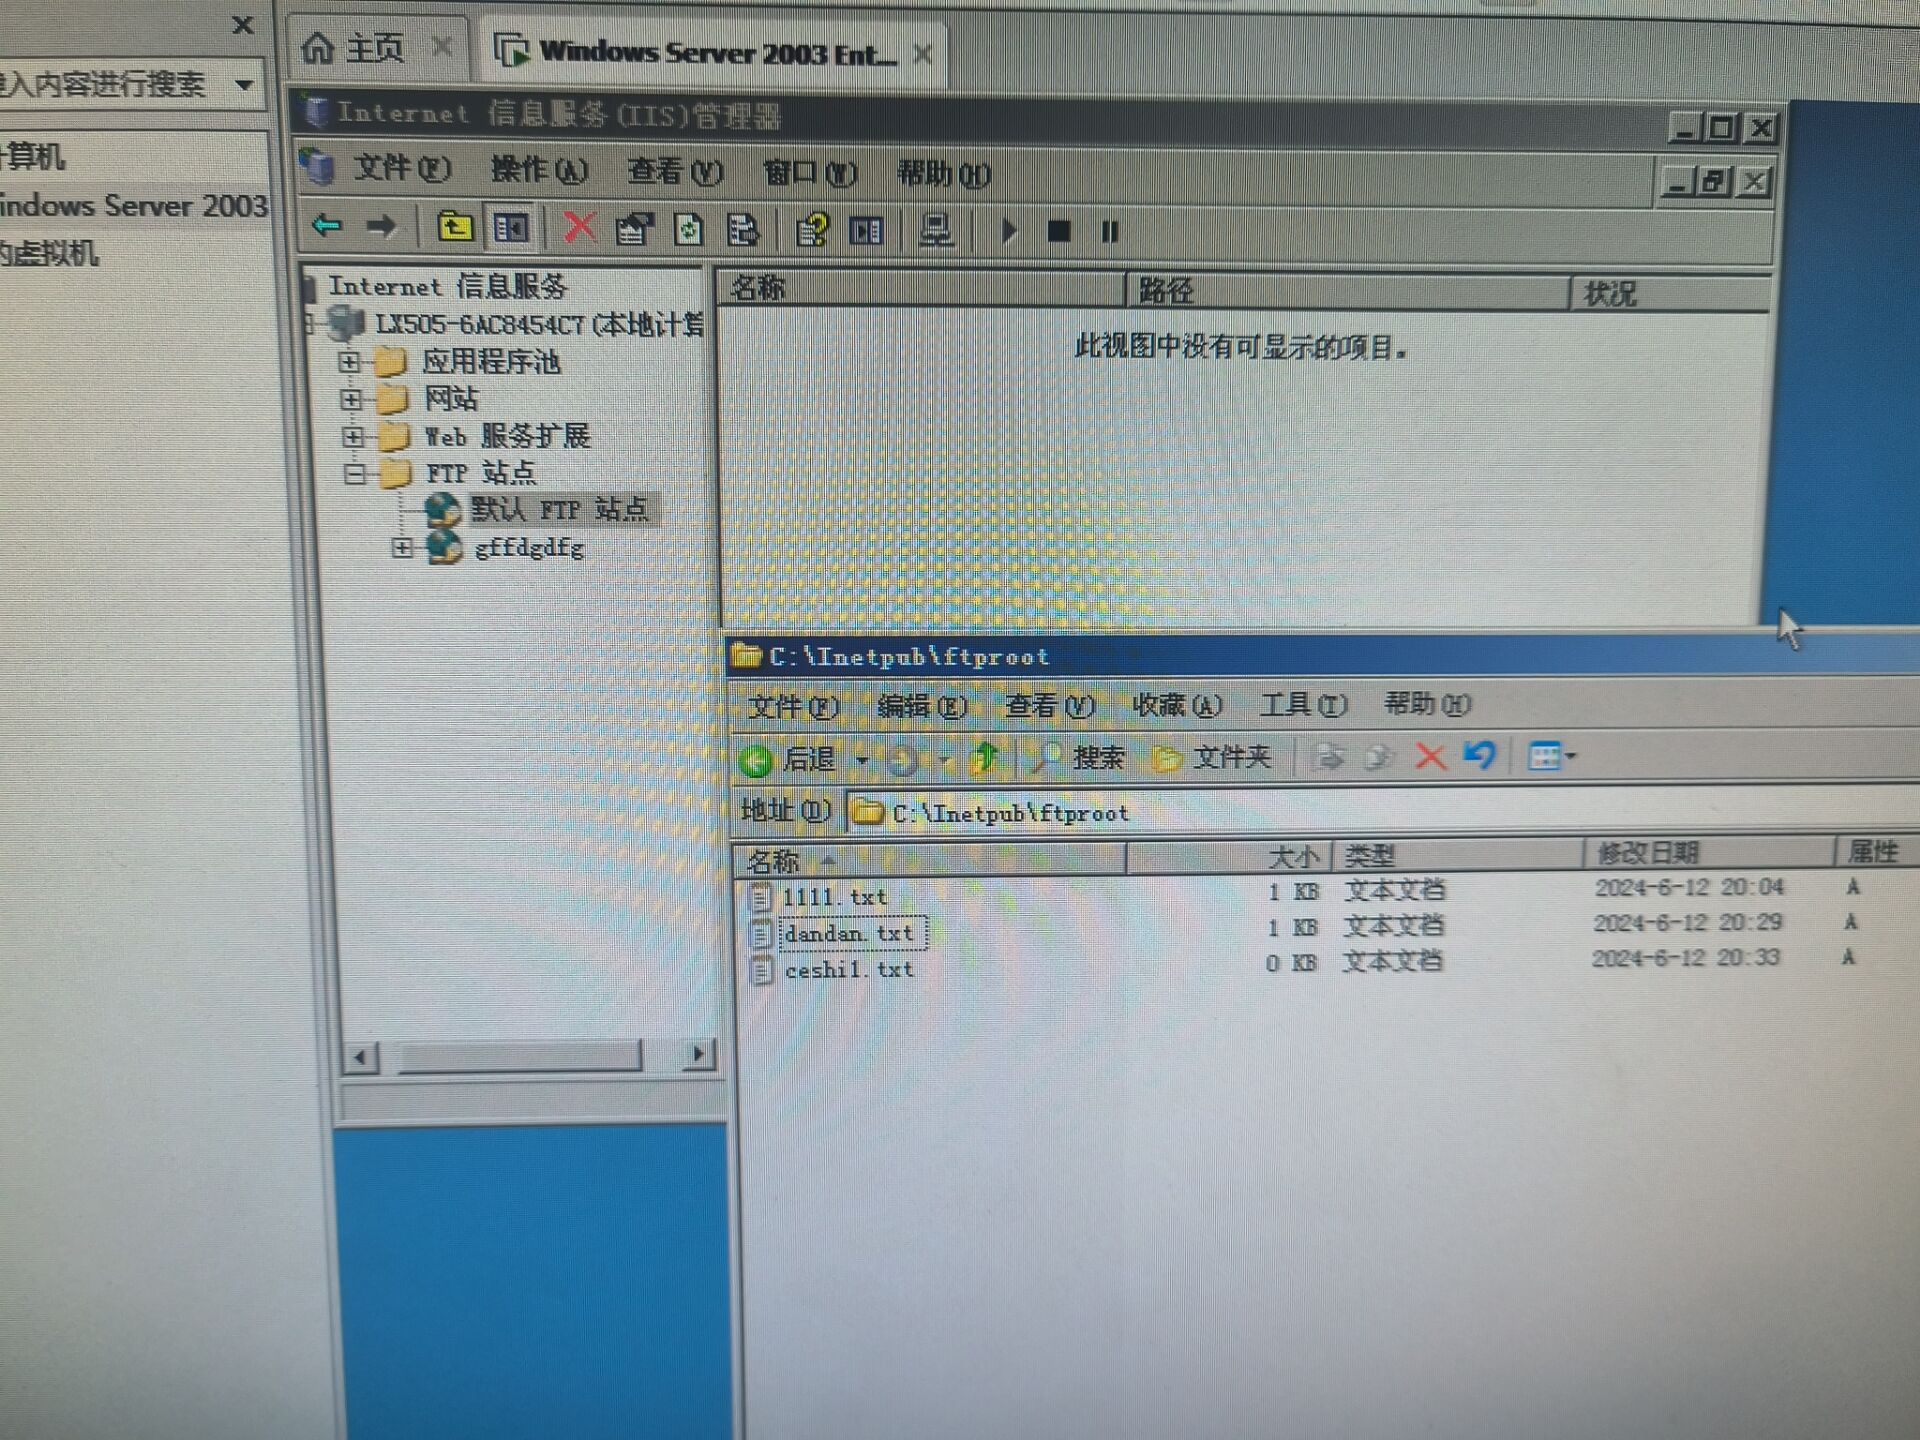 主页
Windows Server 2003 Ent...
入内容进行搜索
Internet 信息服务(IIS)管理器
算机
indows Server 2003
的虚拟机
文件(F) 操作(A) 查看(V) 窗口(W) 帮助(H)
Internet 信息服务
LX505-6AC8454C7(本地计算
应用程序池
网站
Web 服务扩展
FTP 站点
默认 FTP 站点
gffdgdfg
名称 路径 状况
此视图中没有可显示的项目。
C:\Inetpub\ftproot
文件(F) 编辑(E) 查看(V) 收藏(A) 工具(T) 帮助(H)
后退 搜索 文件夹
地址(D) C:\Inetpub\ftproot
名称 大小 类型 修改日期 属性
1111.txt 1 KB 文本文档 2024-6-12 20:04 A
dandan.txt 1 KB 文本文档 2024-6-12 20:29 A
ceshi1.txt 0 KB 文本文档 2024-6-12 20:33 A